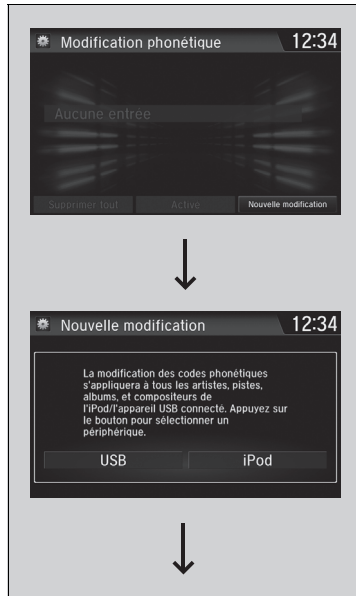 Modification phonétique
12:34
Aucune entrée
Supprimer tout
Activé
Nouvelle modification
Nouvelle modification
12:34
La modification des codes phonétiques
s'appliquera à tous les artistes, pistes,
albums, et compositeurs de
l'iPod/l'appareil USB connecté. Appuyez sur
le bouton pour sélectionner un
périphérique.
USB
iPod